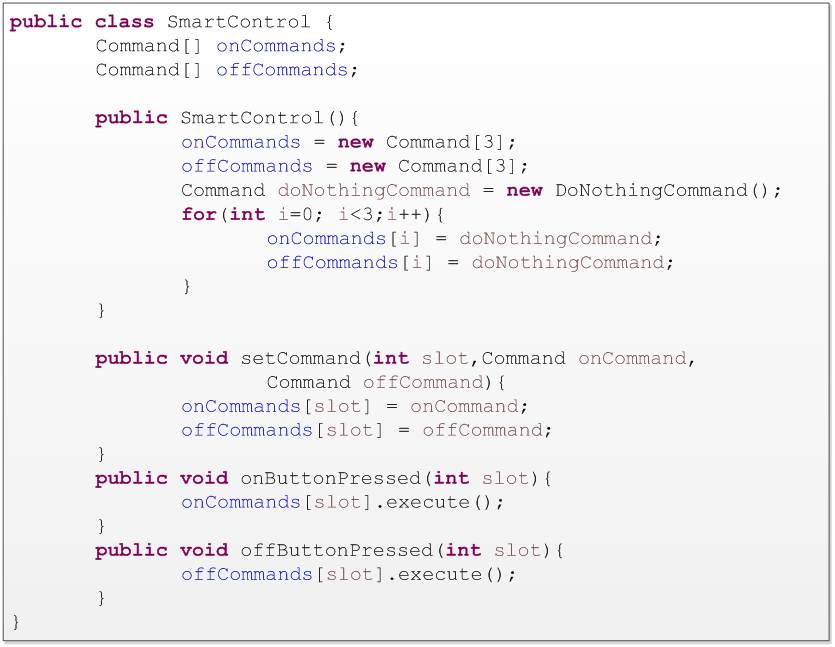 public class SmartControl {
Command[] onCommands;
Command[] offCommands;
public SmartControl(){
onCommands = new Command[3];
offCommands = new Command[3];
Command doNothingCommand = new DoNothingCommand();
for(int i=0; i<3;i++){
onCommands[i] = doNothingCommand;
offCommands[i] = doNothingCommand;
}
}
public void setCommand(int slot,Command onCommand,
Command offCommand){
onCommands[slot] = onCommand;
offCommands[slot] = offCommand;
}
public void onButtonPressed(int slot){
onCommands[slot].execute();
}
public void offButtonPressed(int slot){
offCommands[slot].execute();
}
}